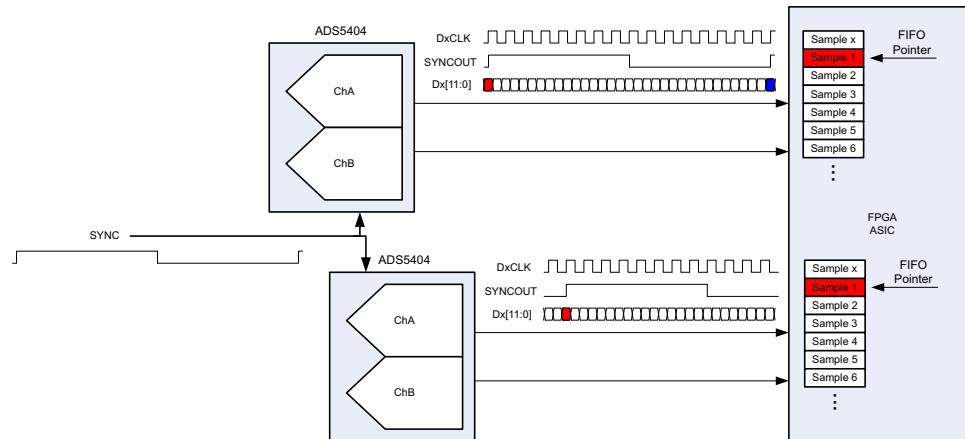 ADS5404
ChA
ChB
DxCLK
SYNCOUT
Dx[11:0]
Sample x
Sample 1
Sample 2
Sample 3
Sample 4
Sample 5
Sample 6
FIFO
Pointer
SYNC
FPGA
ASIC
ADS5404
ChA
ChB
DxCLK
SYNCOUT
Dx[11:0]
Sample x
Sample 1
Sample 2
Sample 3
Sample 4
Sample 5
Sample 6
FIFO
Pointer